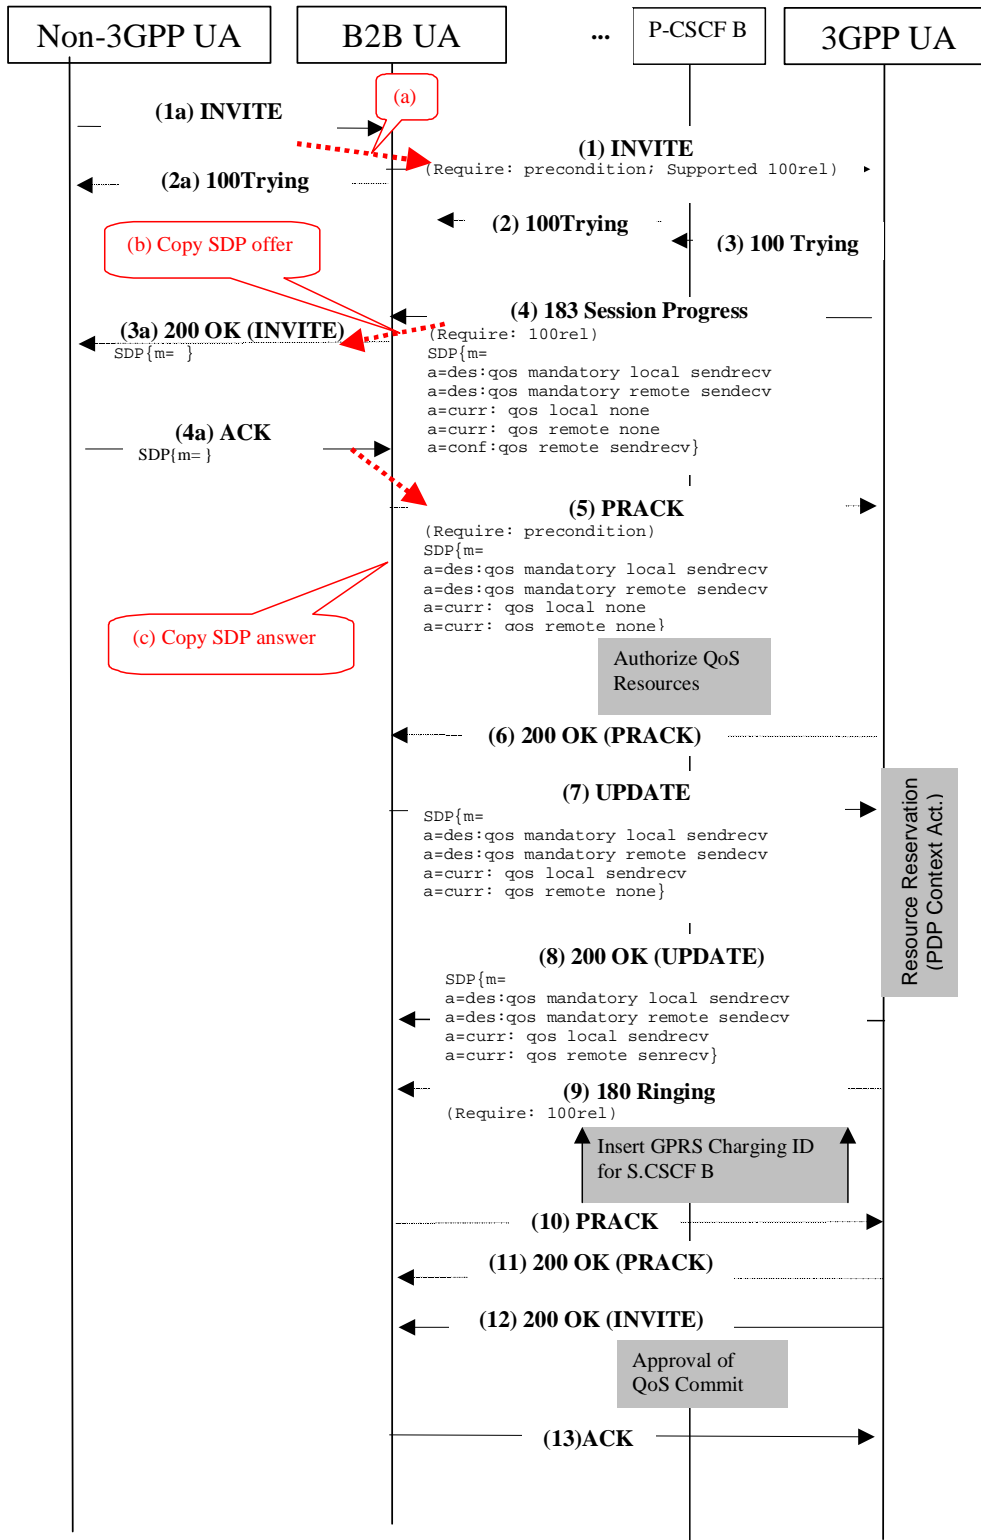 Non-3GPP UA
B2B UA
...
P-CSCF B
3GPP UA
(a)
(1a) INVITE
(1) INVITE
(Require: precondition; Supported 100rel)
(2a) 100Trying
(2) 100Trying
(3) 100 Trying
(b) Copy SDP offer
(4) 183 Session Progress
(3a) 200 OK (INVITE)
SDP{m= }
(Require: 100rel)
SDP{m=
a=des:qos mandatory local sendrecv
a=des:qos mandatory remote sendecv
a=curr: qos local none
a=curr: qos remote none
a=conf:qos remote sendrecv}
(4a) ACK
SDP{m= }
(5) PRACK
(Require: precondition)
SDP{m=
a=des:qos mandatory local sendrecv
a=des:qos mandatory remote sendecv
a=curr: qos local none
a=curr: qos remote none}
(c) Copy SDP answer
Authorize QoS
Resources
(6) 200 OK (PRACK)
(7) UPDATE
SDP{m=
a=des:qos mandatory local sendrecv
a=des:qos mandatory remote sendecv
a=curr: qos local sendrecv
a=curr: qos remote none}
Resource Reservation
(PDP Context Act.)
(8) 200 OK (UPDATE)
SDP{m=
a=des:qos mandatory local sendrecv
a=des:qos mandatory remote sendecv
a=curr: qos local sendrecv
a=curr: qos remote senrecv}
(9) 180 Ringing
(Require: 100rel)
Insert GPRS Charging ID
for S.CSCF B
(10) PRACK
(11) 200 OK (PRACK)
(12) 200 OK (INVITE)
Approval of
QoS Commit
(13)ACK